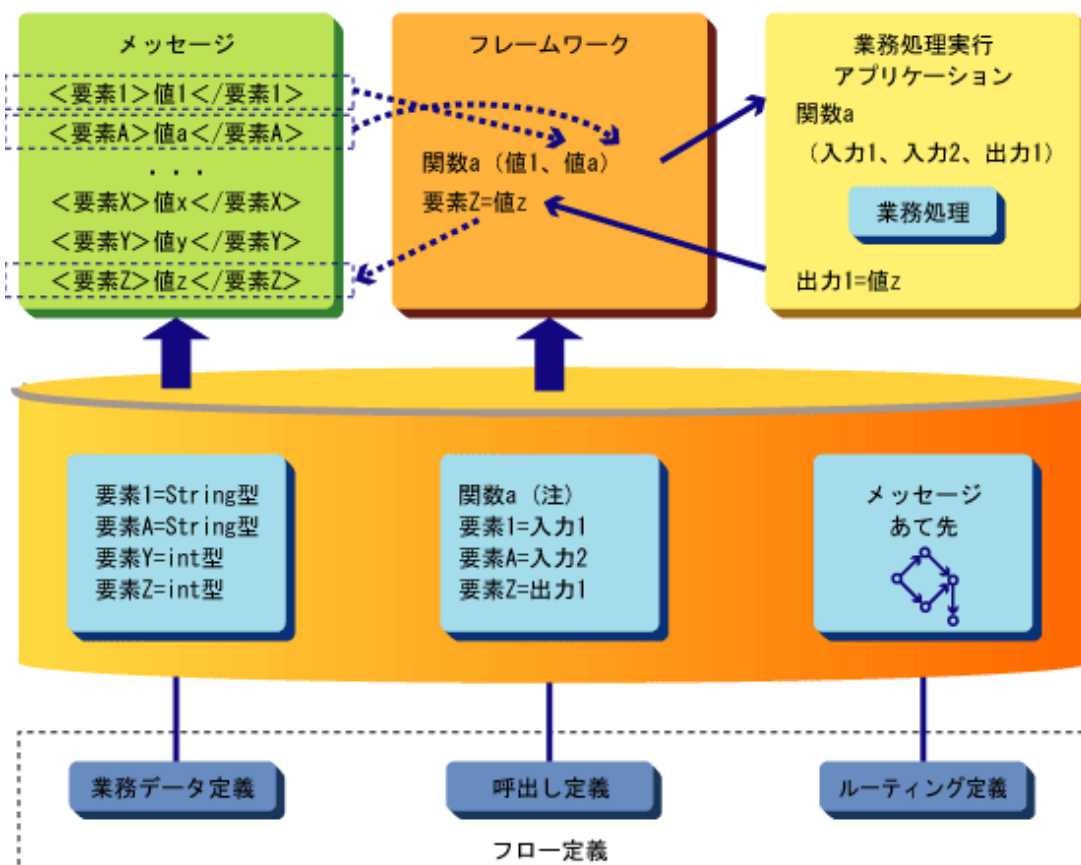 メッセージ
<要素1>値1</要素1>
<要素A>値a</要素A>
・・・
<要素X>値x</要素X>
<要素Y>値y</要素Y>
<要素Z>値z</要素Z>
フレームワーク
関数a（値1、値a）
要素Z=値z
業務処理実行
アプリケーション
関数a
（入力1、入力2、出力1）
業務処理
出力1=値z
要素1=String型
要素A=String型
要素Y=int型
要素Z=int型
関数a（注）
要素1=入力1
要素A=入力2
要素Z=出力1
メッセージ
あて先
業務データ定義
呼出し定義
ルーティング定義
フロー定義